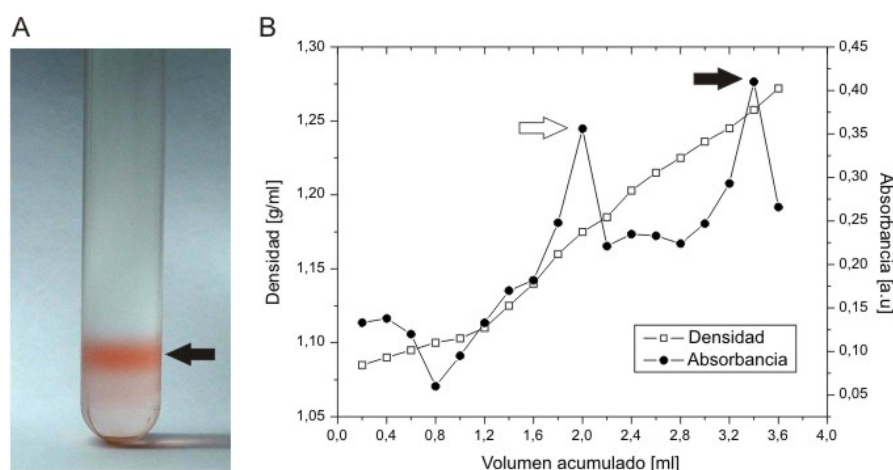 A
B
1,30
1,25
1,20
1,15
1,10
1,05
Densidad [g/ml]
0,45
0,40
0,35
0,30
0,25
0,20
0,15
0,10
0,05
Absorbancia [a.u]
Densidad
Absorbancia
0,0 0,4 0,8 1,2 1,6 2,0 2,4 2,8 3,2 3,6 4,0
Volumen acumulado [ml]